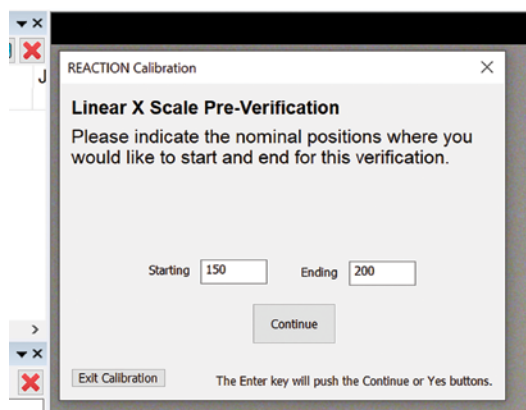 J
REACTION Calibration
Linear X Scale Pre-Verification
Please indicate the nominal positions where you
would like to start and end for this verification.
Starting 150 Ending 200
Continue
Exit Calibration The Enter key will push the Continue or Yes buttons.